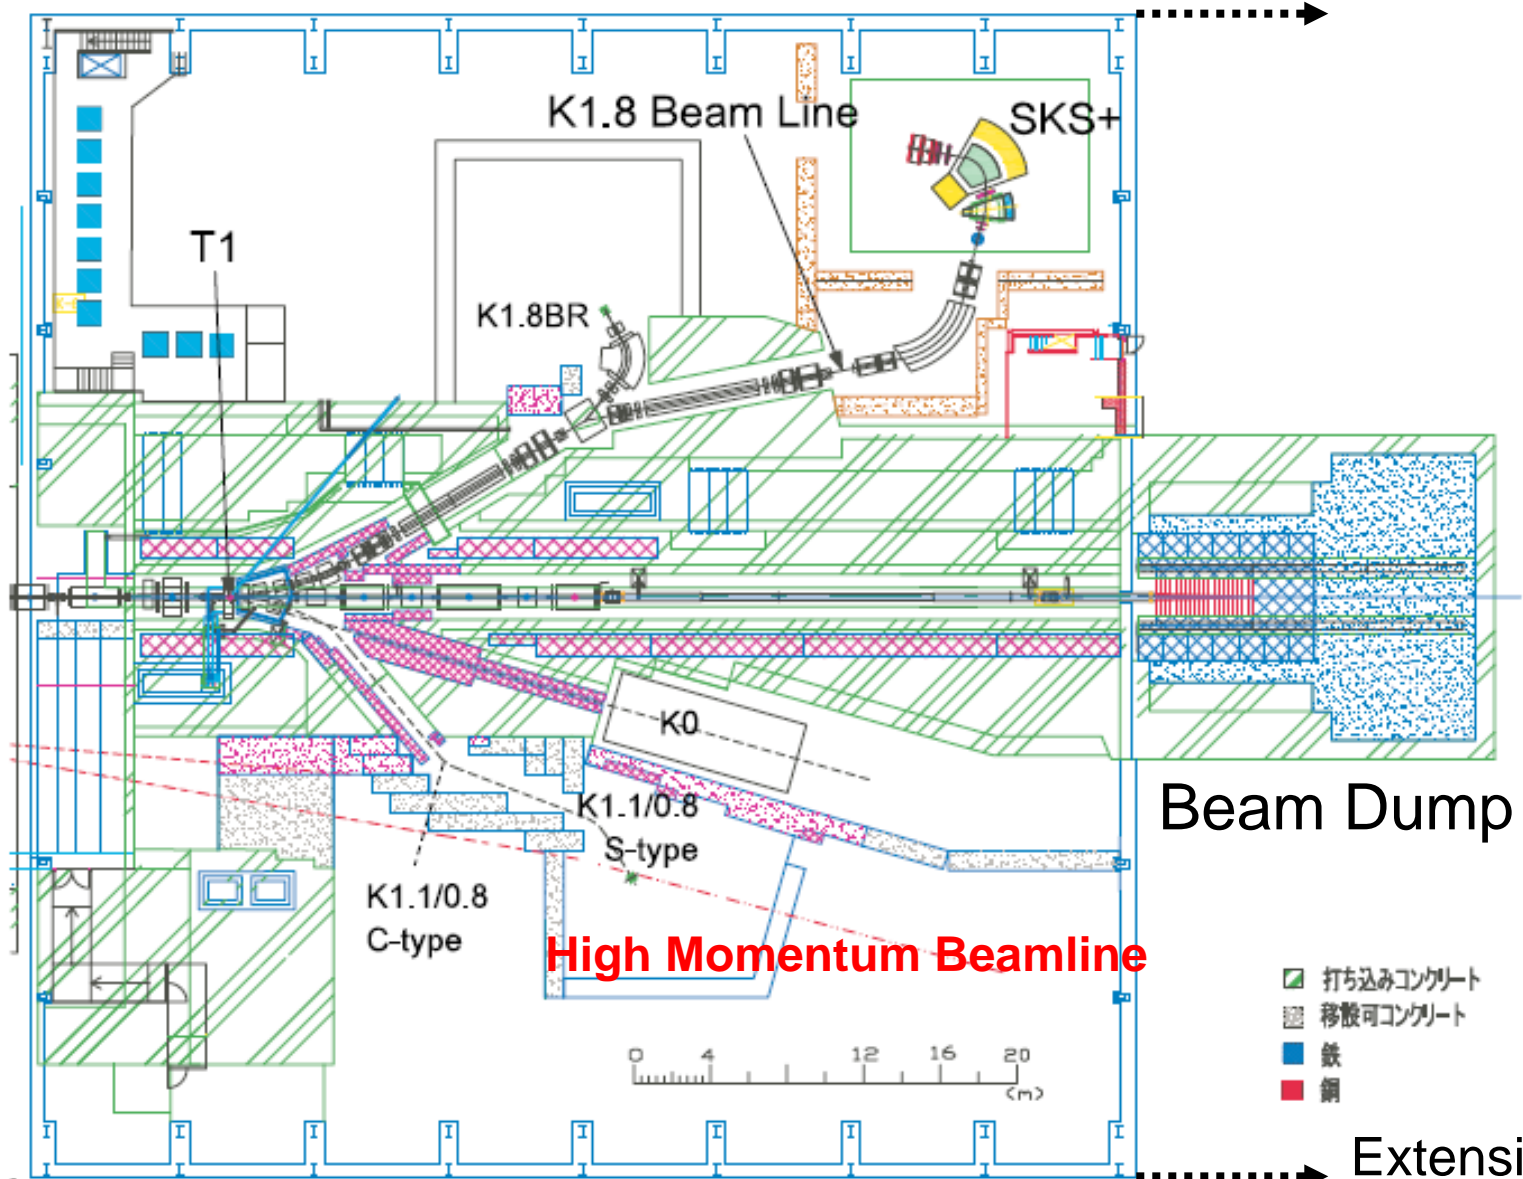 K1.8 Beam Line
SKS+
T1
K1.8BR
K0
K1.1/0.8
S-type
K1.1/0.8
C-type
Beam Dump
High Momentum Beamline
打ち込みコンクリート
移設可コンクリート
鉄
銅
0 4 12 16 20
(m)
Extensi